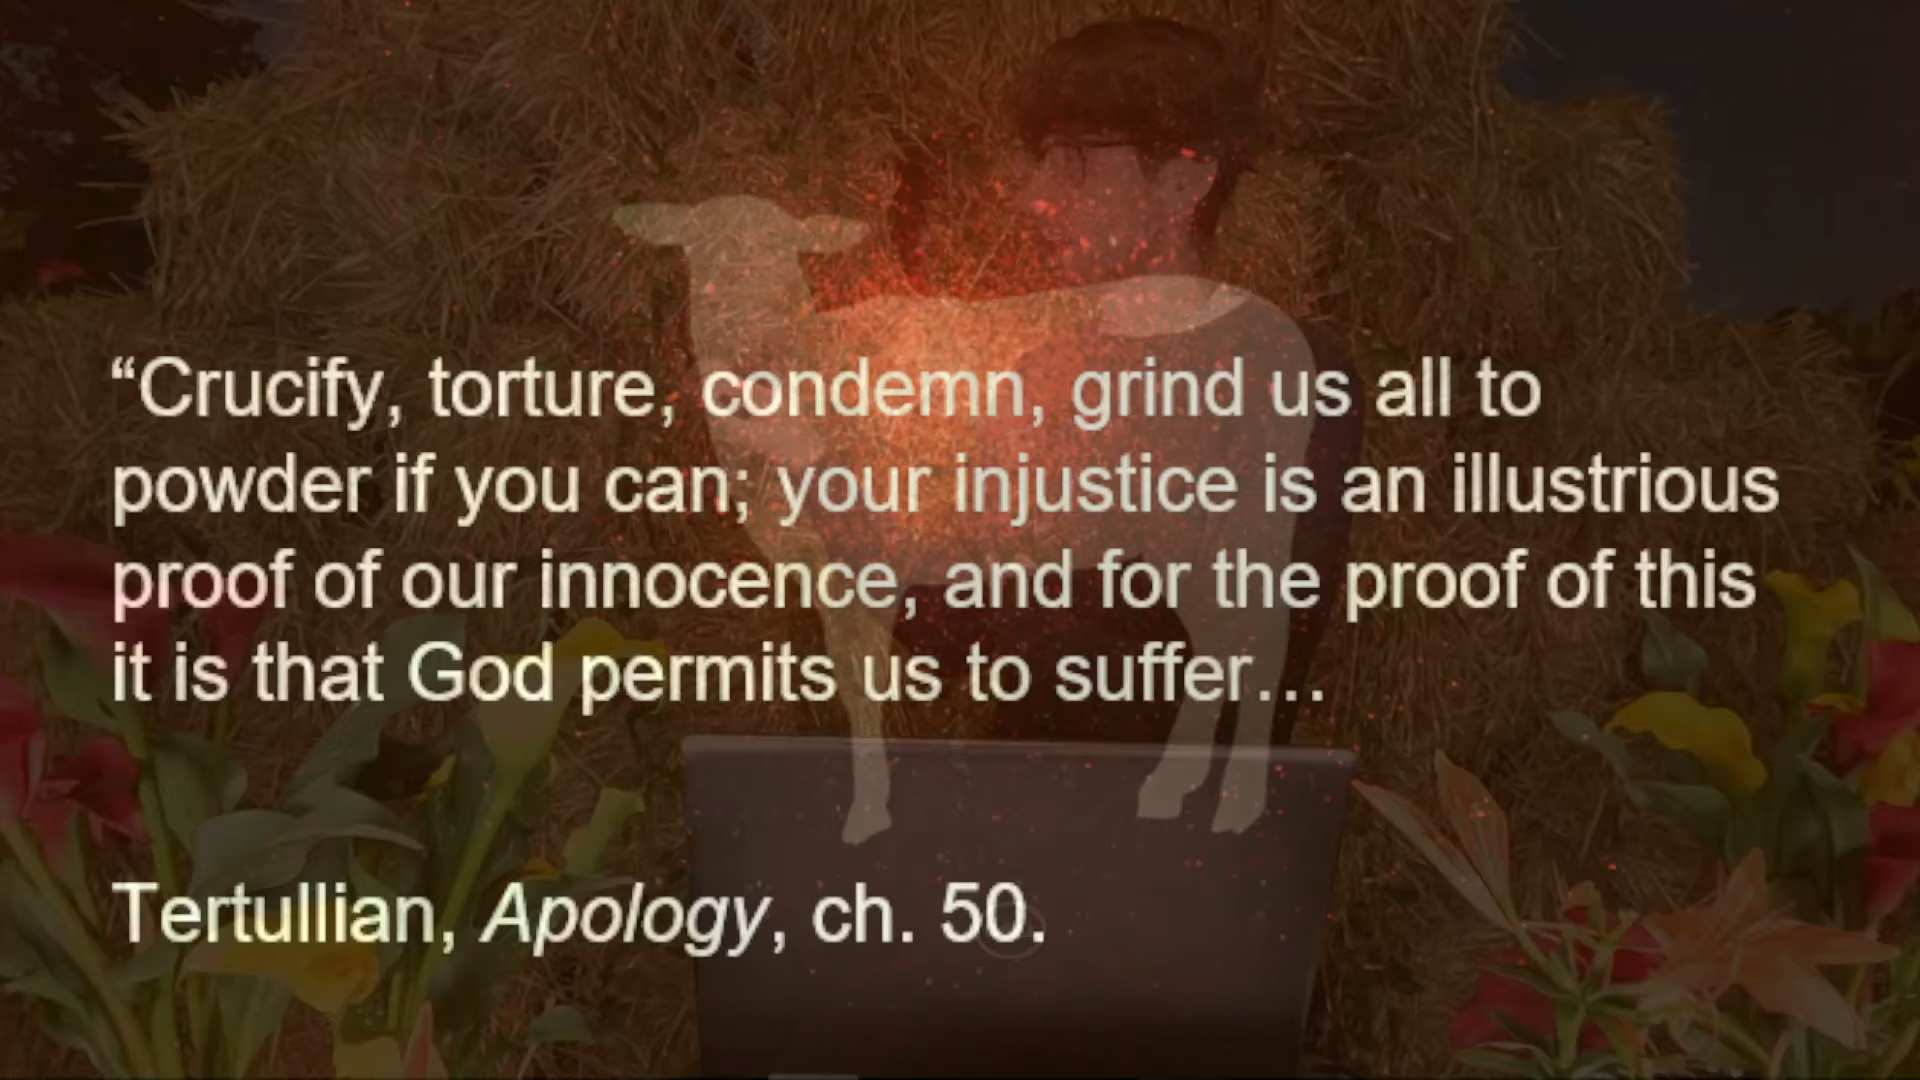 “Crucify, torture, condemn, grind us all to
powder if you can; your injustice is an illustrious
proof of our innocence, and for the proof of this
it is that God permits us to suffer…
Tertullian, Apology, ch. 50.